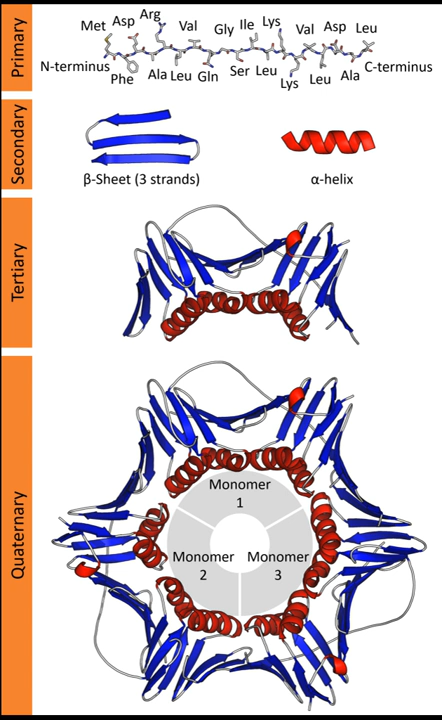 Primary
Met Asp Arg Val Gly Ile Lys Val Asp Leu
N-terminus C-terminus
Phe Ala Leu Gln Ser Leu Lys Leu Ala
Secondary
β-Sheet (3 strands) α-helix
Tertiary
Quaternary
Monomer
1
Monomer
2
Monomer
3